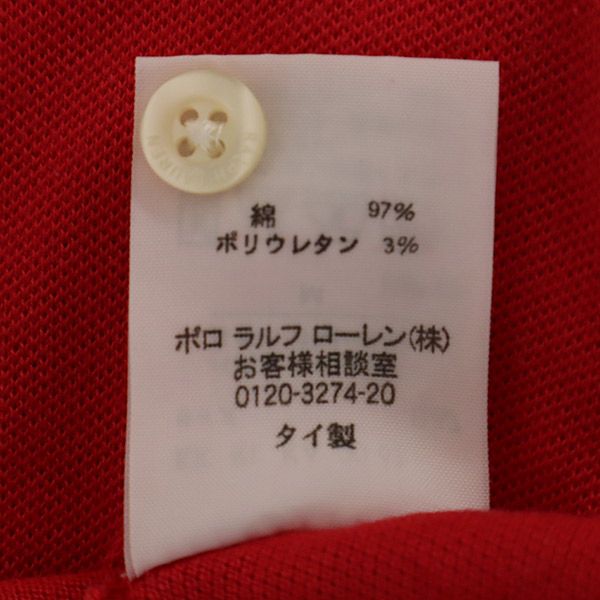 綿 97%
ポリウレタン 3%
ポロ ラルフ ローレン(株)
お客様相談室
0120-3274-20
タイ製